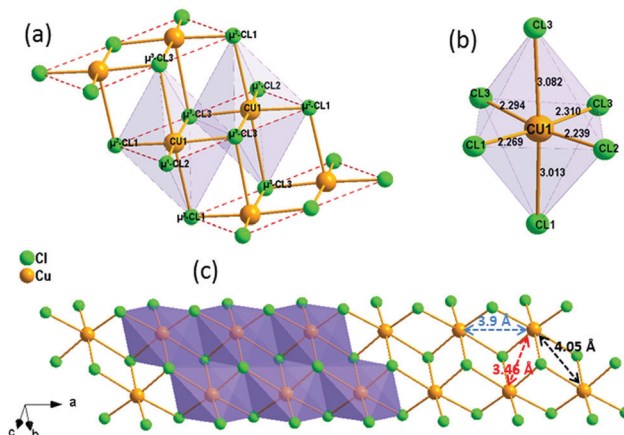 (a)
μ³-CL1
μ³-CL3
μ²-CL2
CU1
μ³-CL1
μ³-CL3
μ³-CL1
CU1
μ³-CL3
μ²-CL2
μ³-CL3
μ³-CL1
(b)
CL3
3.082
CL3
2.294
2.310
CL3
CU1
2.239
CL1
2.269
CL2
3.013
CL1
Cl
Cu
(c)
3.9 Å
4.05 Å
3.46 Å
a
c
b